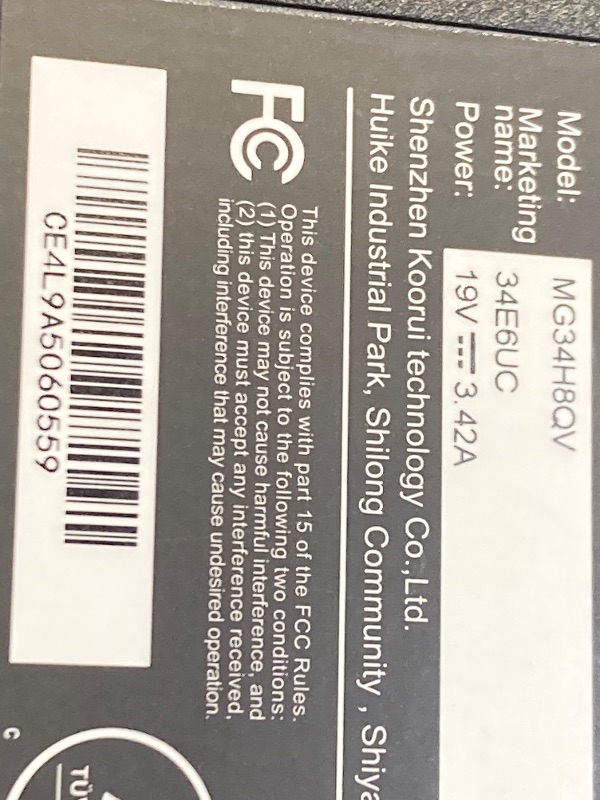 Model: MG34H8QV
Marketing name: 34E6UC
Power: 19V ⎓ 3.42A
Shenzhen Koorui technology Co.,Ltd.
Huike Industrial Park, Shilong Community ,
FC
This device complies with part 15 of the FCC Rules.
Operation is subject to the following two conditions:
(1) This device may not cause harmful interference, and
(2) this device must accept any interference received,
including interference that may cause undesired operation.
CE4L9A5060559
TÜV
C